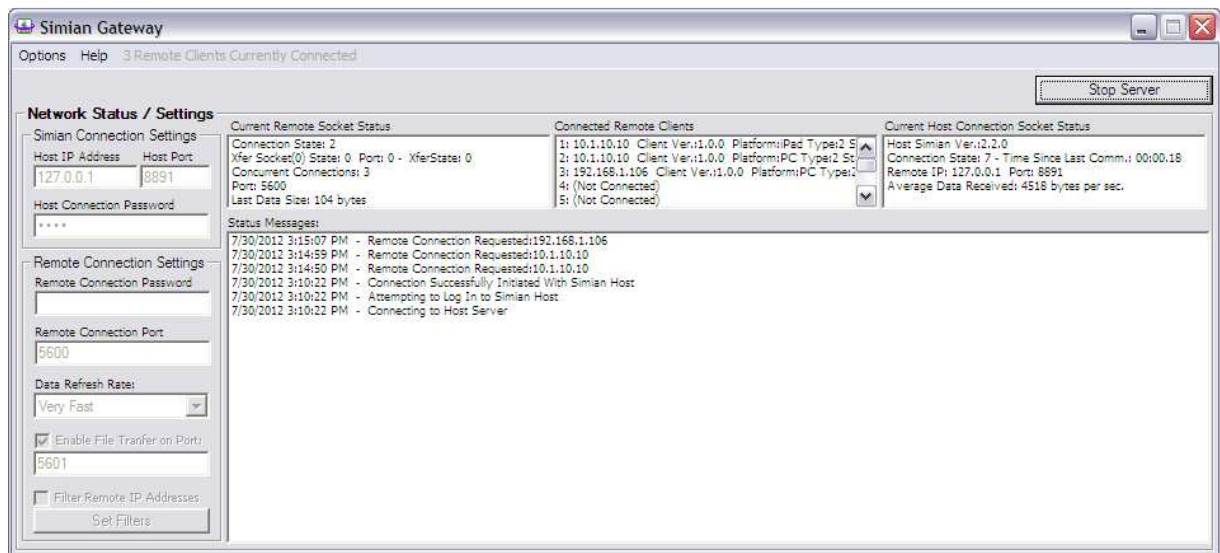 Simian Gateway
Options Help 3 Remote Clients Currently Connected
Stop Server
Network Status / Settings
Simian Connection Settings
Host IP Address Host Port
127.0.0.1 8891
Host Connection Password
****
Remote Connection Settings
Remote Connection Password
Remote Connection Port
5600
Data Refresh Rate:
Very Fast
Enable File Tranfer on Port:
5601
Filter Remote IP Addresses
Set Filters
Current Remote Socket Status
Connection State: 2
Xfer Socket(0) State: 0 Port: 0 - XferState: 0
Concurrent Connections: 3
Port: 5600
Last Data Size: 104 bytes
Connected Remote Clients
1: 10.1.10.10 Client Ver.:1.0.0 Platform:iPad Type:2 S
2: 10.1.10.10 Client Ver.:1.0.0 Platform:PC Type:2 St
3: 192.168.1.106 Client Ver.:1.0.0 Platform:PC Type:2
4: (Not Connected)
5: (Not Connected)
Current Host Connection Socket Status
Host Simian Ver.:2.2.0
Connection State: 7 - Time Since Last Comm.: 00:00.18
Remote IP: 127.0.0.1 Port: 8891
Average Data Received: 4518 bytes per sec.
Status Messages:
7/30/2012 3:15:07 PM - Remote Connection Requested:192.168.1.106
7/30/2012 3:14:59 PM - Remote Connection Requested:10.1.10.10
7/30/2012 3:14:50 PM - Remote Connection Requested:10.1.10.10
7/30/2012 3:10:22 PM - Connection Successfully Initiated With Simian Host
7/30/2012 3:10:22 PM - Attempting to Log In to Simian Host
7/30/2012 3:10:22 PM - Connecting to Host Server